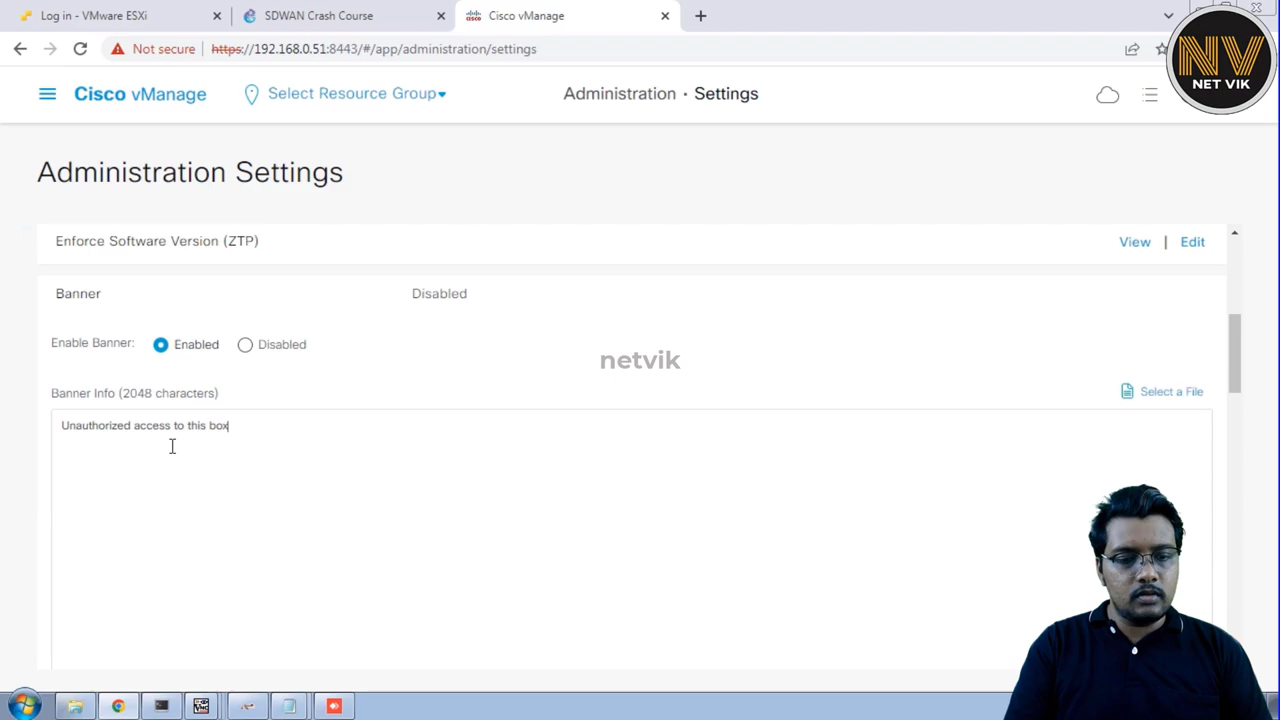 Log in - VMware ESXi
SDWAN Crash Course
Cisco vManage
Not secure
https://192.168.0.51:8443/#/app/administration/settings
NV
NET VIK
Cisco vManage
Select Resource Group
Administration · Settings
Administration Settings
Enforce Software Version (ZTP)
View | Edit
Banner
Disabled
Enable Banner:
Enabled
Disabled
netvik
Banner Info (2048 characters)
Select a File
Unauthorized access to this box